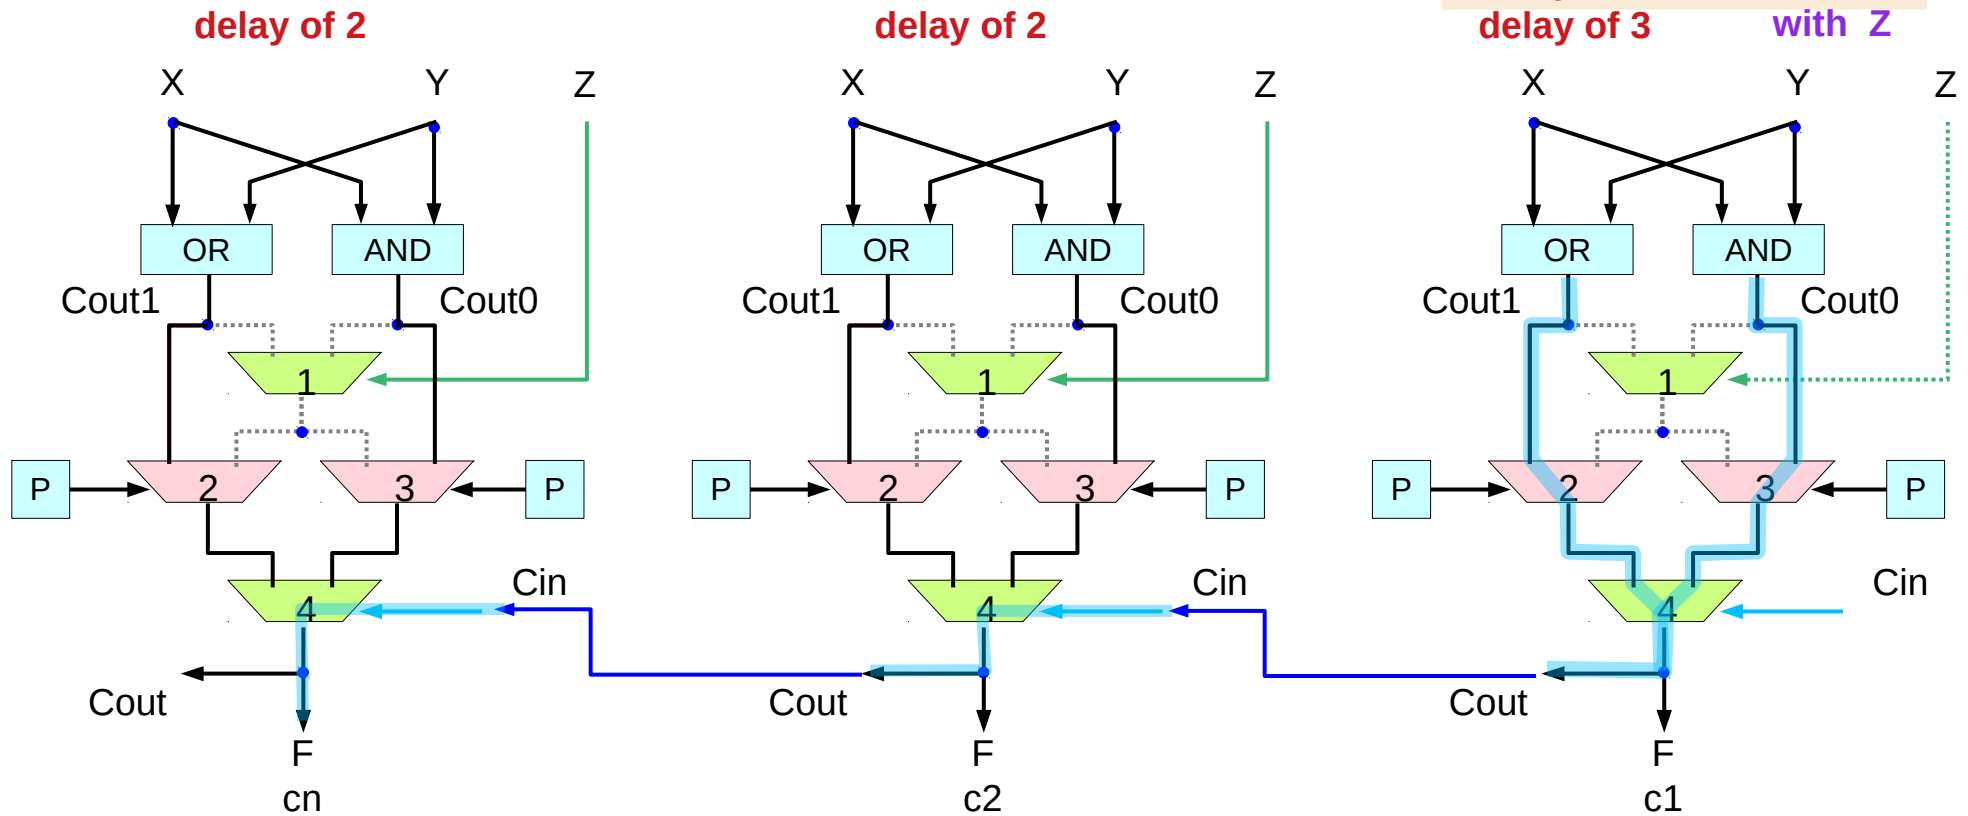 delay of 2
delay of 2
delay of 3
with Z
X Y Z
X Y Z
X Y Z
OR AND
OR AND
OR AND
Cout1 Cout0
Cout1 Cout0
Cout1 Cout0
1
1
1
P 2 3 P
P 2 3 P
P 2 3 P
Cin
Cin
Cin
4
4
4
Cout
Cout
Cout
F
F
F
cn
c2
c1